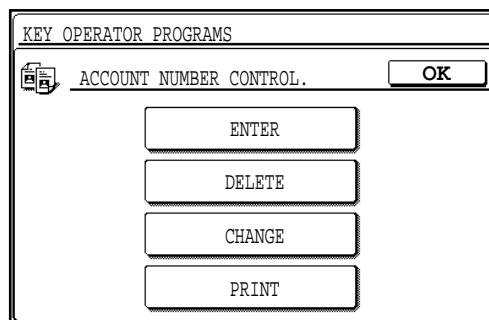 KEY OPERATOR PROGRAMS
ACCOUNT NUMBER CONTROL.
OK
ENTER
DELETE
CHANGE
PRINT